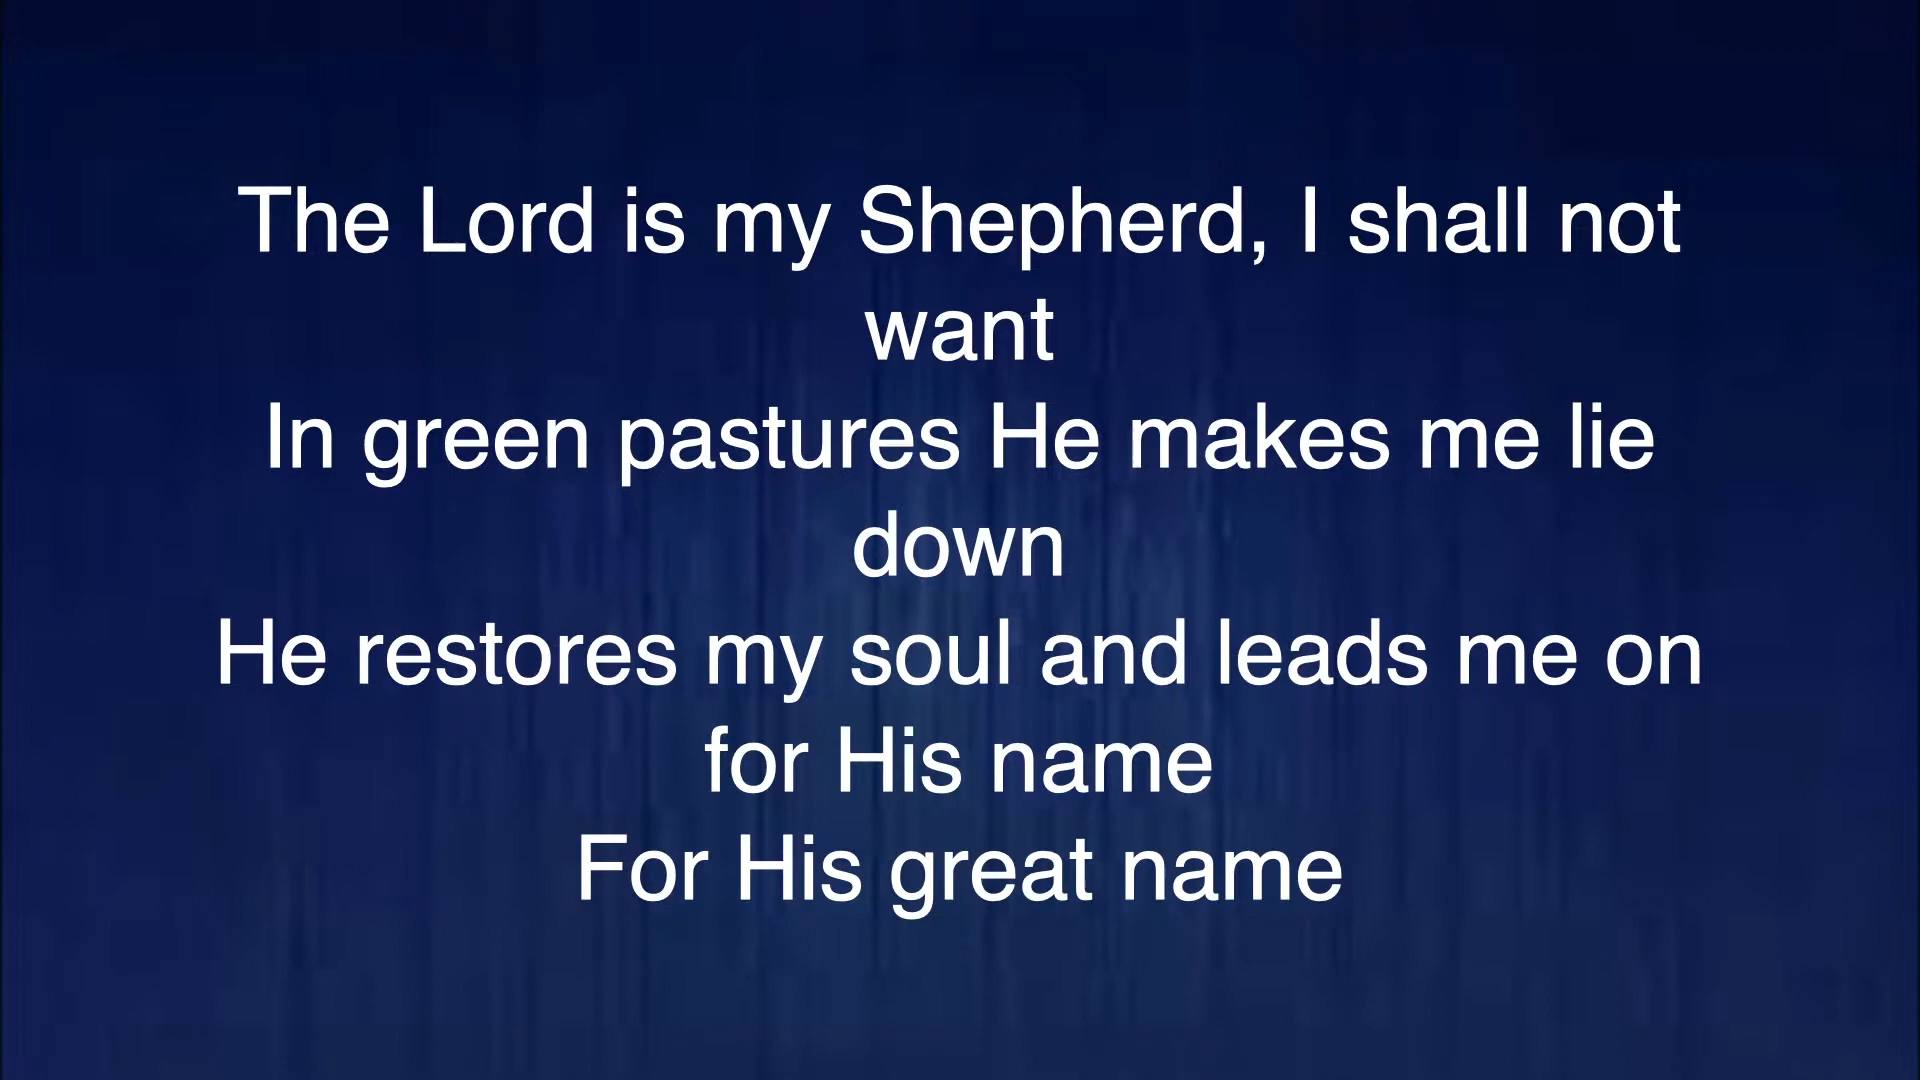 The Lord is my Shepherd, I shall not
want
In green pastures He makes me lie
down
He restores my soul and leads me on
for His name
For His great name